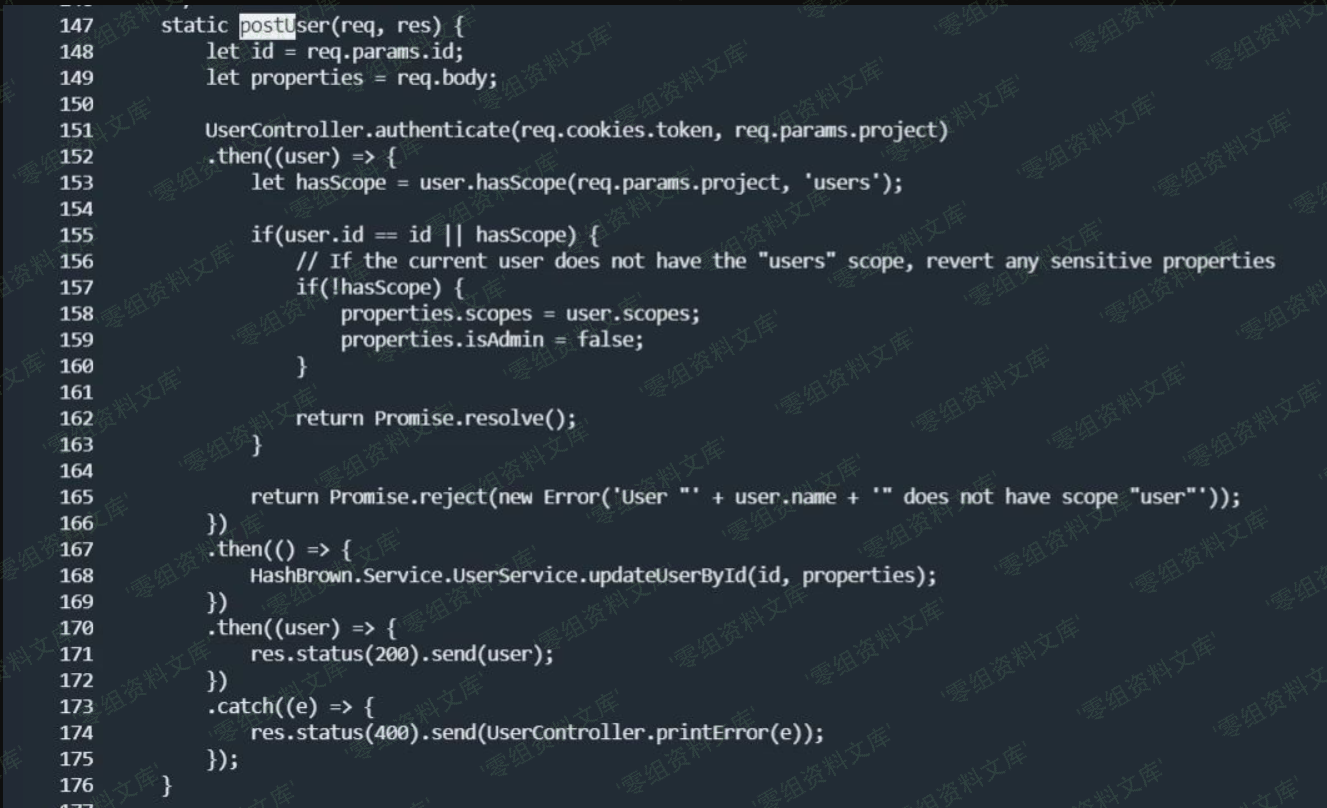 147 static postUser(req, res) {
148 let id = req.params.id;
149 let properties = req.body;
150
151 UserController.authenticate(req.cookies.token, req.params.project)
152 .then((user) => {
153 let hasScope = user.hasScope(req.params.project, 'users');
154
155 if(user.id == id || hasScope) {
156 // If the current user does not have the "users" scope, revert any sensitive properties
157 if(!hasScope) {
158 properties.scopes = user.scopes;
159 properties.isAdmin = false;
160 }
161
162 return Promise.resolve();
163 }
164
165 return Promise.reject(new Error('User "' + user.name + '" does not have scope "user"'));
166 })
167 .then(() => {
168 HashBrown.Service.UserService.updateUserById(id, properties);
169 })
170 .then((user) => {
171 res.status(200).send(user);
172 })
173 .catch((e) => {
174 res.status(400).send(UserController.printError(e));
175 });
176 }
'零组资料文库'